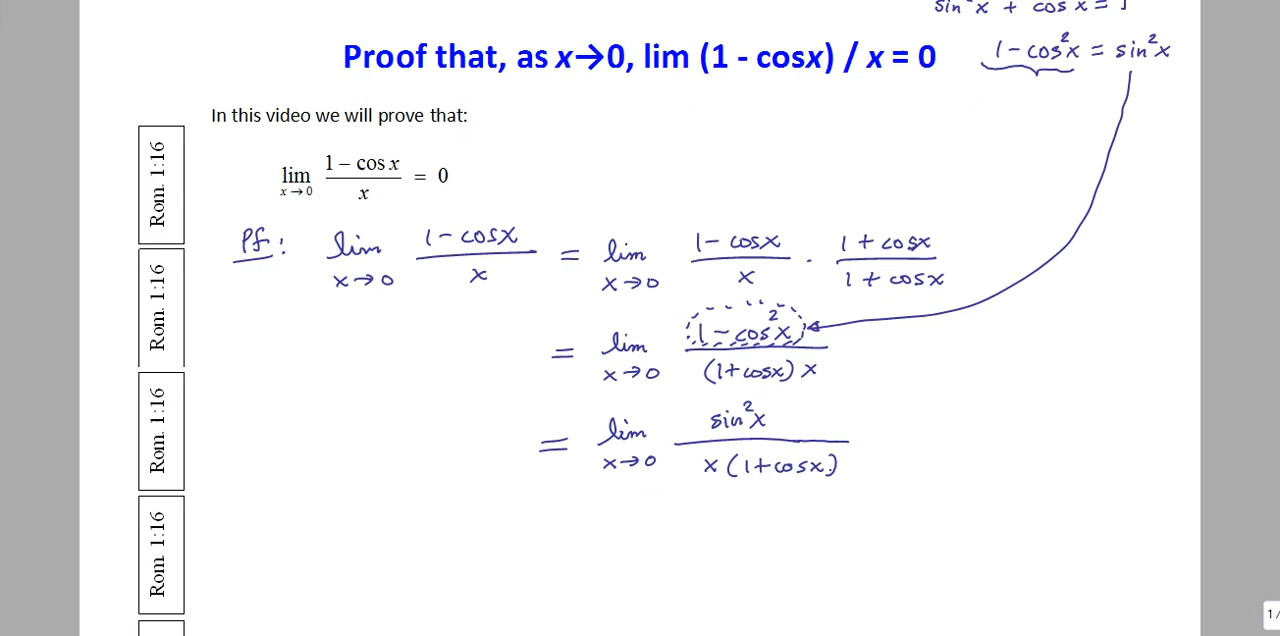 sin²x + cos x = 1
1 - cos²x = sin²x
Proof that, as x→0, lim (1 - cosx) / x = 0
In this video we will prove that:
lim x→0 1 − cos x / x = 0
Pf: lim x→0 1 - cosx / x = lim x→0 1 - cosx / x · 1 + cosx / 1 + cosx
= lim x→0 1 - cos²x / (1+cosx) x
= lim x→0 sin²x / x (1+cosx)
Rom. 1:16
Rom. 1:16
Rom. 1:16
Rom. 1:16
1/